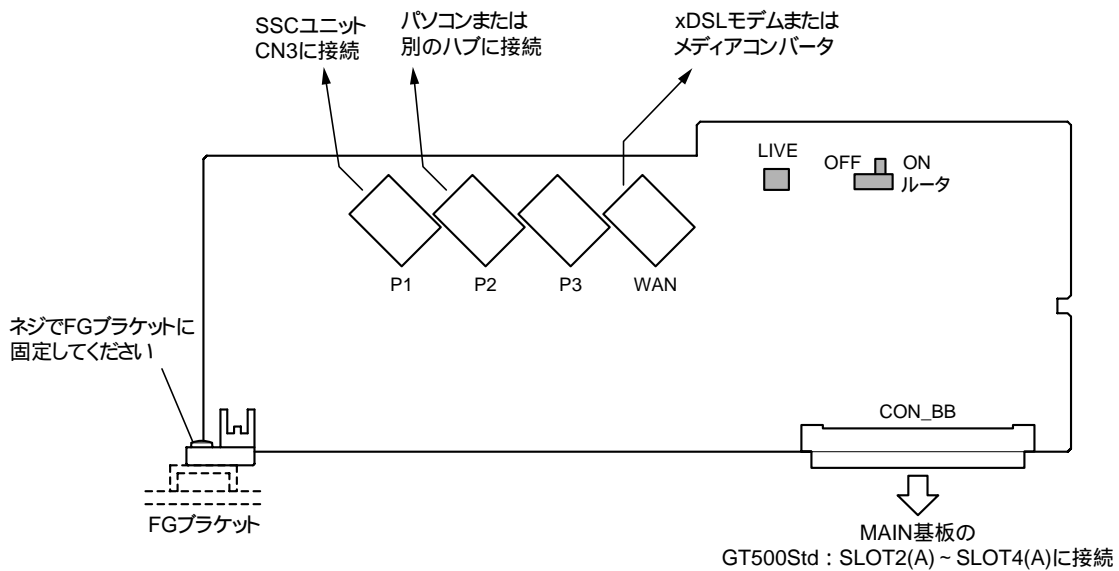 SSCユニット
CN3に接続
パソコンまたは
別のハブに接続
xDSLモデムまたは
メディアコンバータ
LIVE
OFF
ON
ルータ
P1
P2
P3
WAN
ネジでFGブラケットに
固定してください
CON_BB
FGブラケット
MAIN基板の
GT500Std：SLOT2(A) ~ SLOT4(A)に接続